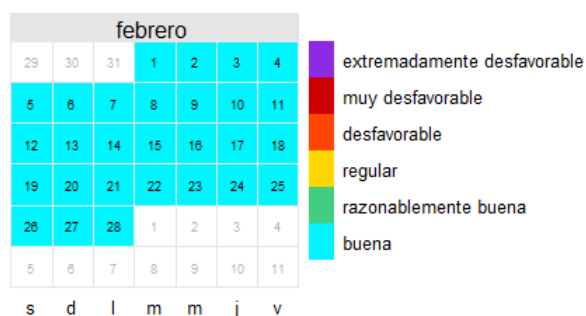 febrero
29 30 31 1 2 3 4
5 6 7 8 9 10 11
12 13 14 15 16 17 18
19 20 21 22 23 24 25
26 27 28 1 2 3 4
5 6 7 8 9 10 11
s d l m m j v
extremadamente desfavorable
muy desfavorable
desfavorable
regular
razonablemente buena
buena